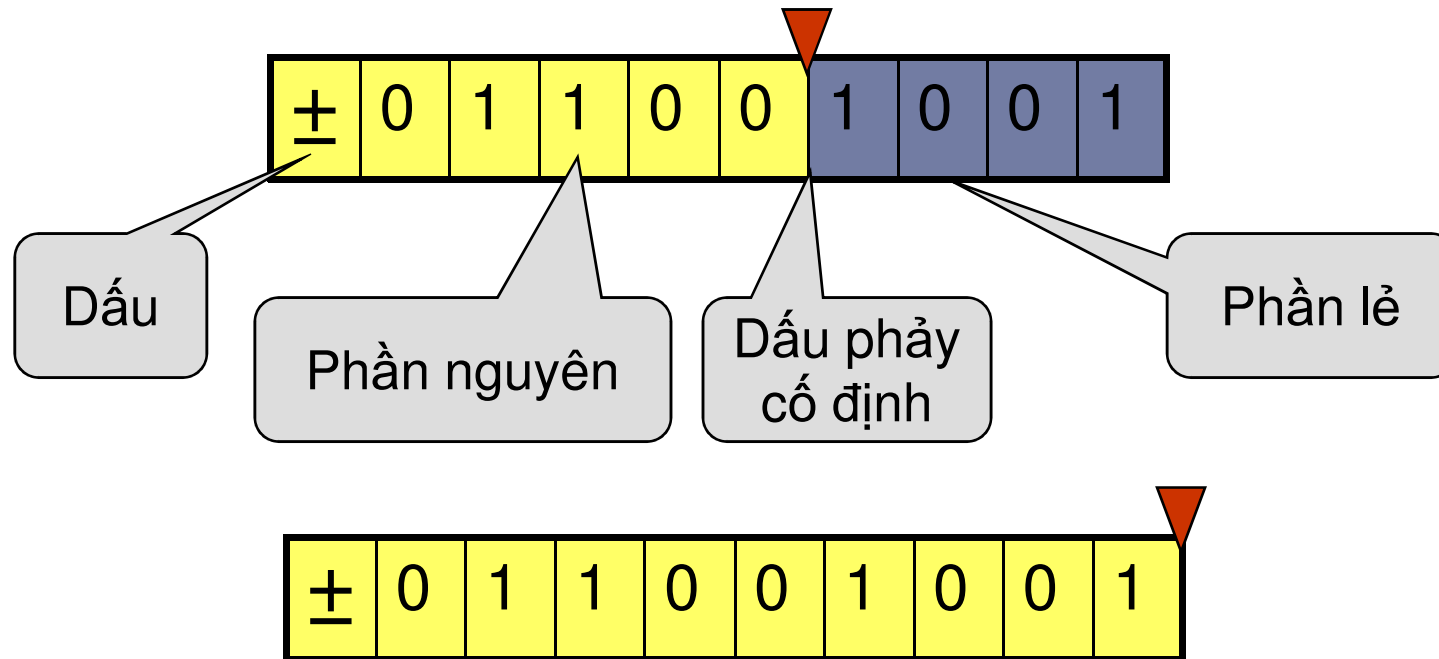 ± 0 1 1 0 0 1 0 0 1
Dấu
Phần nguyên
Dấu phảy
cố định
Phần lẻ
± 0 1 1 0 0 1 0 0 1